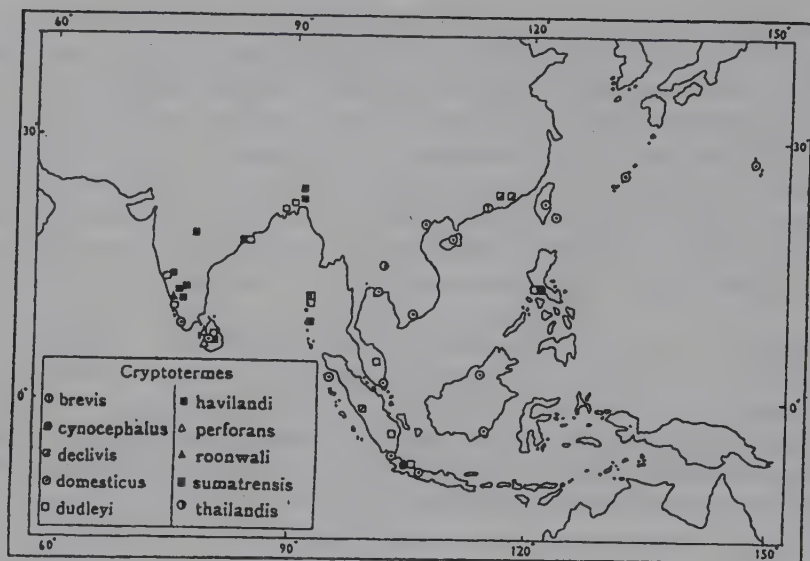 60° 90° 120° 150°
30° 30°
Cryptotermes
brevis havilandi
cynocephalus perforans
declivis roonwali
0° domesticus sumatrensis 0°
dudleyi thailandis
60° 90° 120° 150°